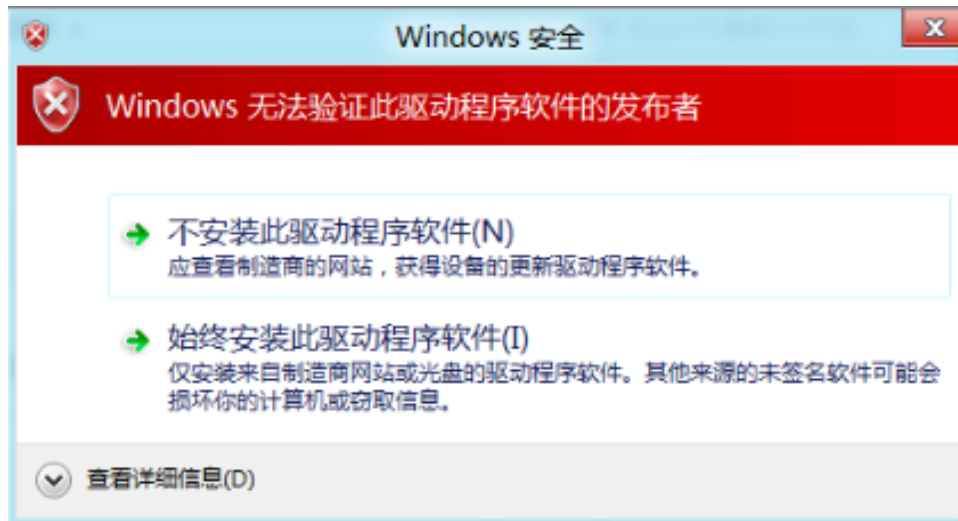 Windows 安全
Windows 无法验证此驱动程序软件的发布者
不安装此驱动程序软件(N)
应查看制造商的网站，获得设备的更新驱动程序软件。
始终安装此驱动程序软件(I)
仅安装来自制造商网站或光盘的驱动程序软件。其他来源的未签名软件可能会
损坏你的计算机或窃取信息。
查看详细信息(D)